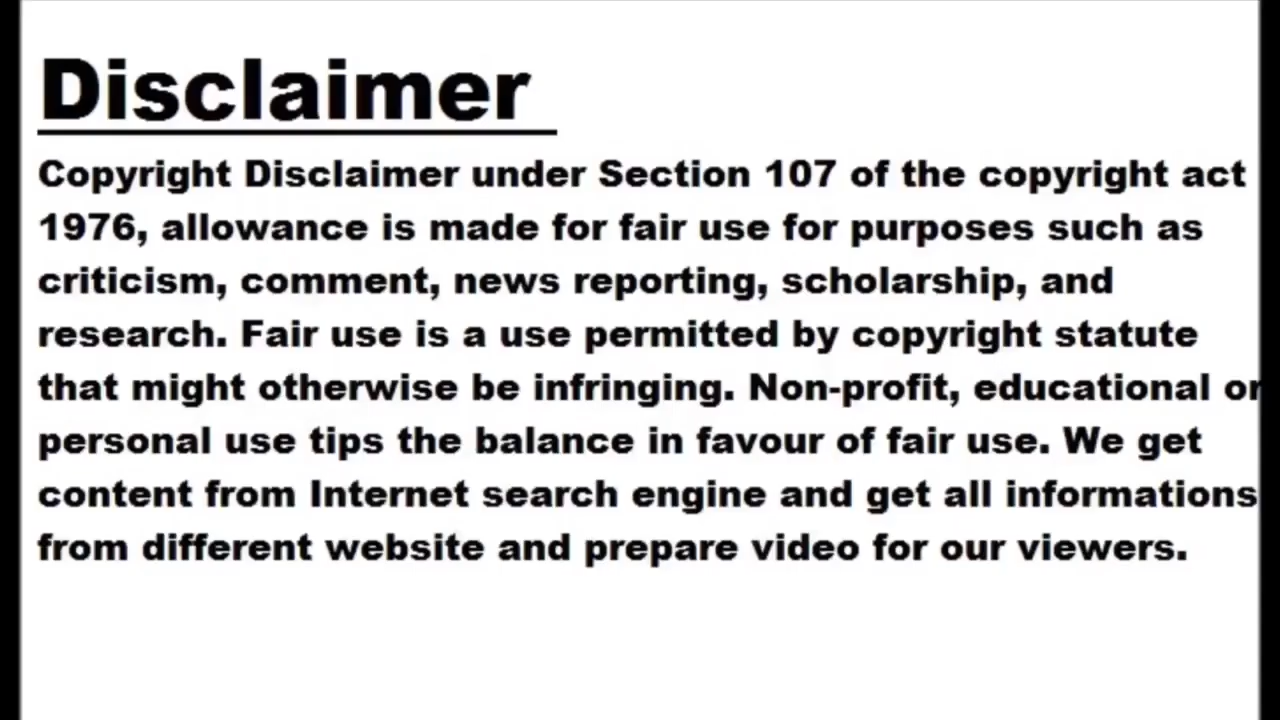 Disclaimer
Copyright Disclaimer under Section 107 of the copyright act
1976, allowance is made for fair use for purposes such as
criticism, comment, news reporting, scholarship, and
research. Fair use is a use permitted by copyright statute
that might otherwise be infringing. Non-profit, educational or
personal use tips the balance in favour of fair use. We get
content from Internet search engine and get all informations
from different website and prepare video for our viewers.